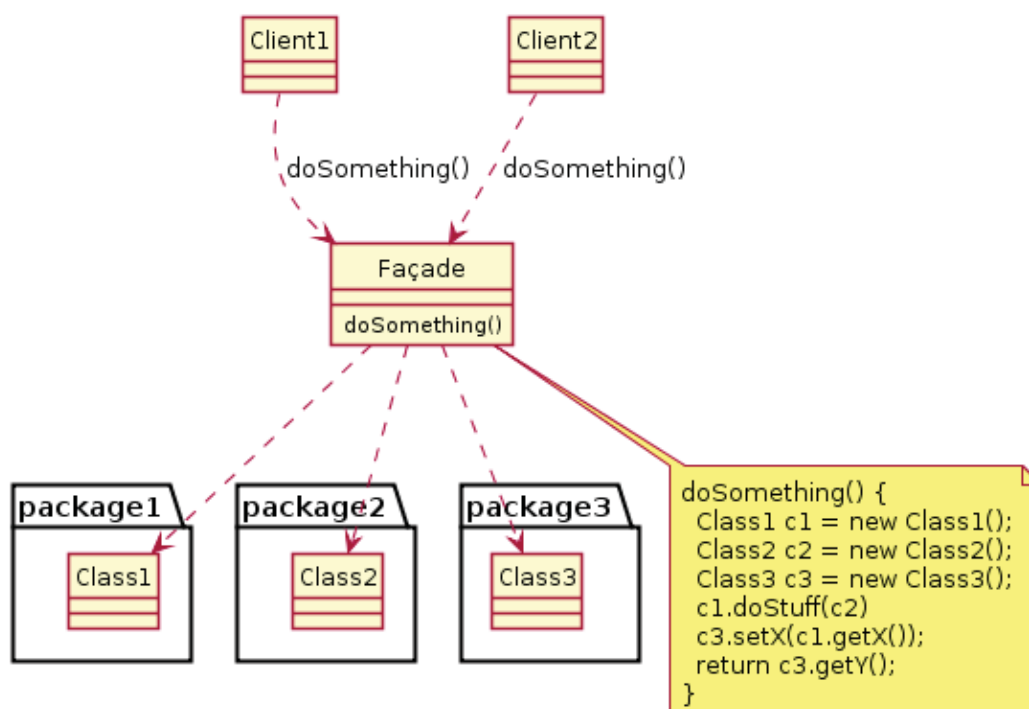 Client1
Client2
doSomething()
doSomething()
Façade
doSomething()
package1
package2
package3
Class1
Class2
Class3
doSomething() {
Class1 c1 = new Class1();
Class2 c2 = new Class2();
Class3 c3 = new Class3();
c1.doStuff(c2)
c3.setX(c1.getX());
return c3.getY();
}